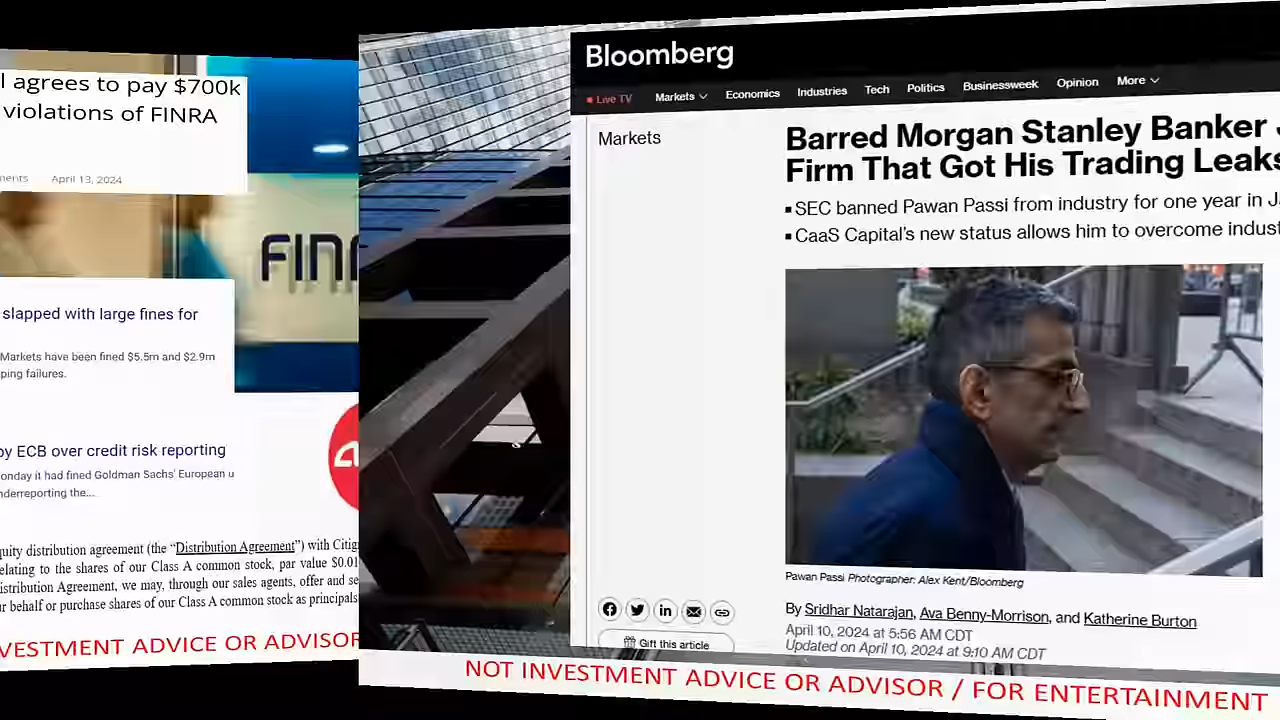 l agrees to pay $700k
violations of FINRA
April 13, 2024
FIN
slapped with large fines for
Markets have been fined $5.5m and $2.9m
ping failures.
by ECB over credit risk reporting
onday it had fined Goldman Sachs' European u
nderreporting the...
quity distribution agreement (the “Distribution Agreement”) with Citig
elating to the shares of our Class A common stock, par value $0.01
istribution Agreement, we may, through our sales agents, offer and se
r behalf or purchase shares of our Class A common stock as principals
VESTMENT ADVICE OR ADVISOR
Bloomberg
Live TV Markets Economics Industries Tech Politics Businessweek Opinion More
Markets
Barred Morgan Stanley Banker
Firm That Got His Trading Leaks
SEC banned Pawan Passi from industry for one year in J
CaaS Capital's new status allows him to overcome indust
Pawan Passi Photographer: Alex Kent/Bloomberg
By Sridhar Natarajan, Ava Benny-Morrison, and Katherine Burton
April 10, 2024 at 5:56 AM CDT
Updated on April 10, 2024 at 9:10 AM CDT
Gift this article
NOT INVESTMENT ADVICE OR ADVISOR / FOR ENTERTAINMENT